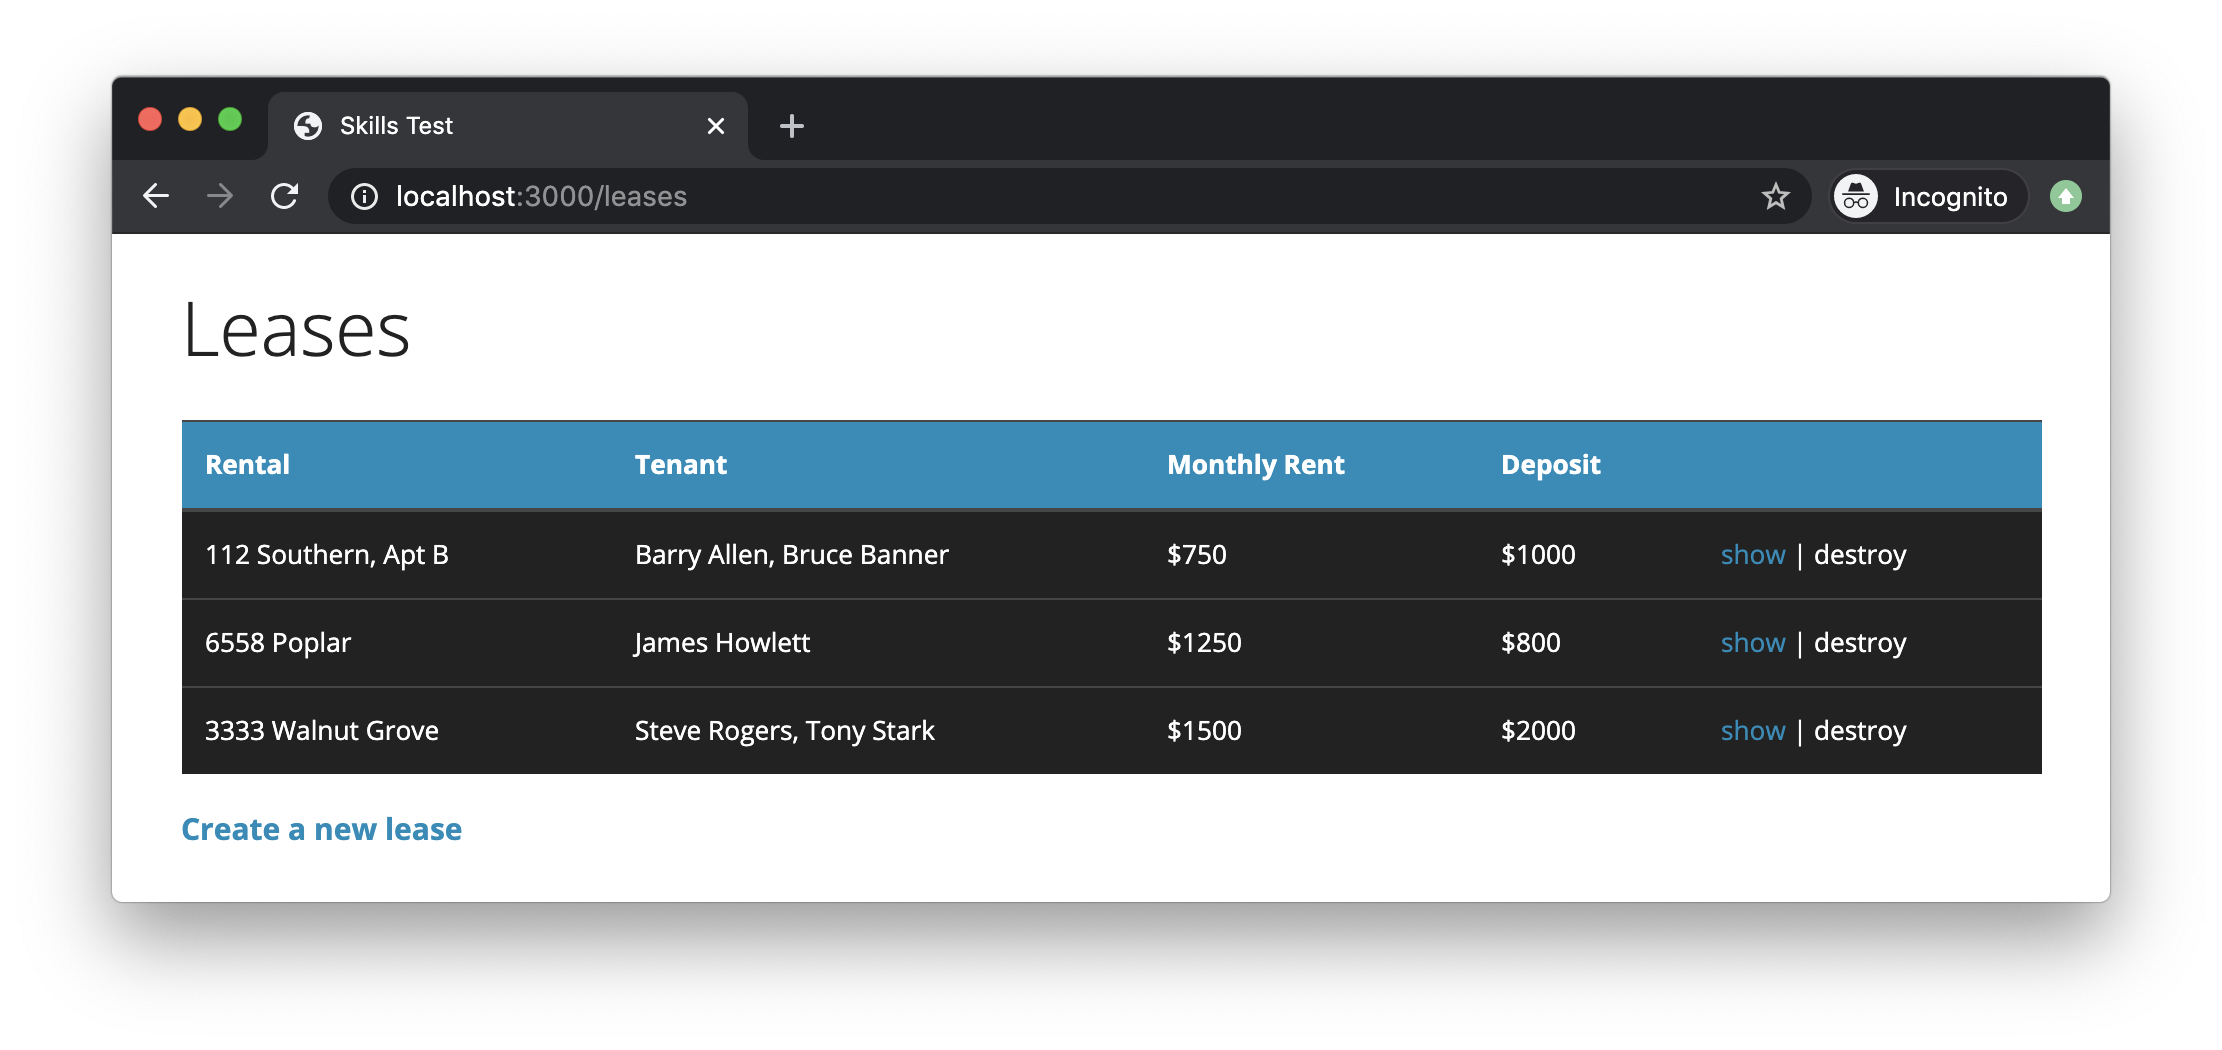 Skills Test
localhost:3000/leases
Incognito
Leases
Rental Tenant Monthly Rent Deposit
112 Southern, Apt B Barry Allen, Bruce Banner $750 $1000 show | destroy
6558 Poplar James Howlett $1250 $800 show | destroy
3333 Walnut Grove Steve Rogers, Tony Stark $1500 $2000 show | destroy
Create a new lease